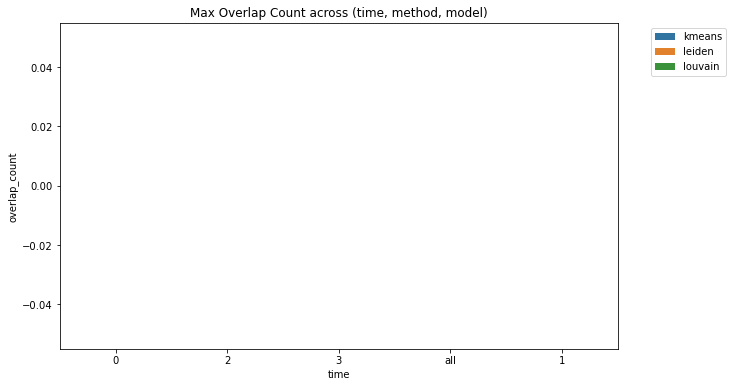 Max Overlap Count across (time, method, model)
kmeans
leiden
louvain
0.04
0.02
0.00
−0.02
−0.04
overlap_count
0 2 3 all 1
time